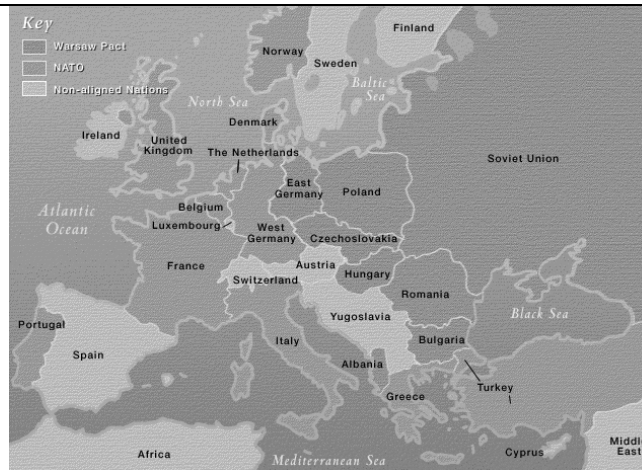 Key
Warsaw Pact
NATO
Non-aligned Nations
Norway
Finland
Sweden
Baltic
Sea
North Sea
Ireland
United
Kingdom
Denmark
The Netherlands
Soviet Union
East
Germany
Poland
Atlantic
Ocean
Belgium
Luxembourg
West
Germany
Czechoslovakia
France
Switzerland
Austria
Hungary
Romania
Black Sea
Portugal
Spain
Italy
Yugoslavia
Bulgaria
Albania
Greece
Turkey
Africa
Mediterranean Sea
Cyprus
Middle
East